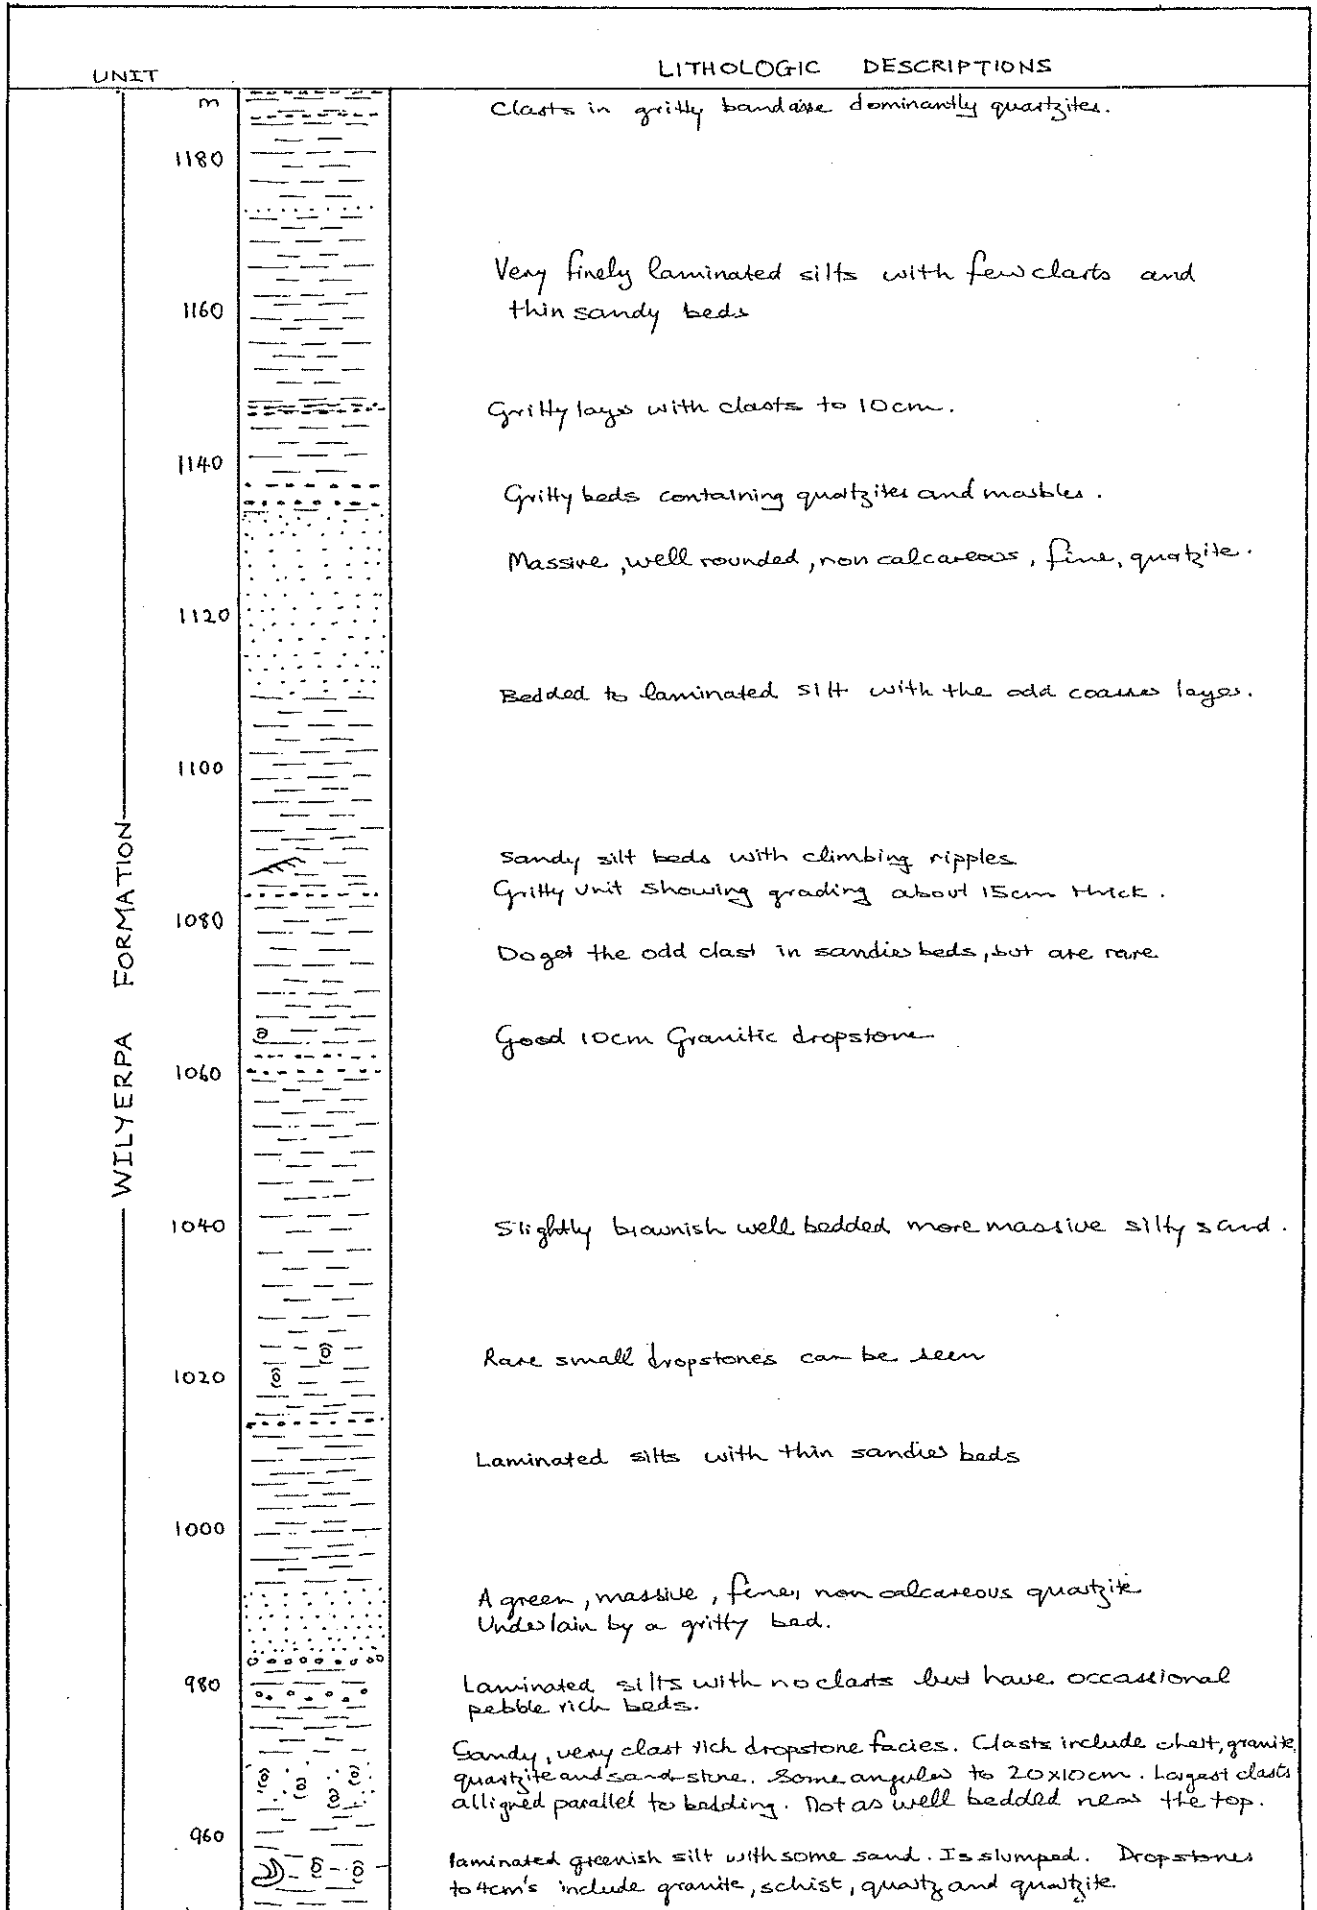 UNIT
LITHOLOGIC DESCRIPTIONS
m
Clasts in gritty bands are dominantly quartzites.
1180
Very finely laminated silts with few clasts and
thin sandy beds
1160
Gritty layer with clasts to 10cm.
1140
Gritty beds containing quartzites and marbles.
Massive, well rounded, non calcareous, fine, quartzite.
1120
Bedded to laminated silt with the odd coarser layer.
1100
Sandy silt beds with climbing ripples
Gritty unit showing grading about 15cm thick.
1080
Do get the odd clast in sandier beds, but are rare
Good 10cm Granitic dropstone
1060
WILYERPA FORMATION
1040
Slightly brownish well bedded more massive silty sand.
Rare small dropstones can be seen
1020
Laminated silts with thin sandier beds
1000
A green, massive, fine, non calcareous quartzite
Underlain by a gritty bed.
980
Laminated silts with no clasts but have occassional
pebble rich beds.
Sandy, very clast rich dropstone facies. Clasts include chert, granite,
quartzite and sandstone. Some angular to 20x10cm. Largest clasts
alligned parallel to bedding. Not as well bedded near the top.
960
laminated greenish silt with some sand. Is slumped. Dropstones
to 4cm's include granite, schist, quartz and quartzite.